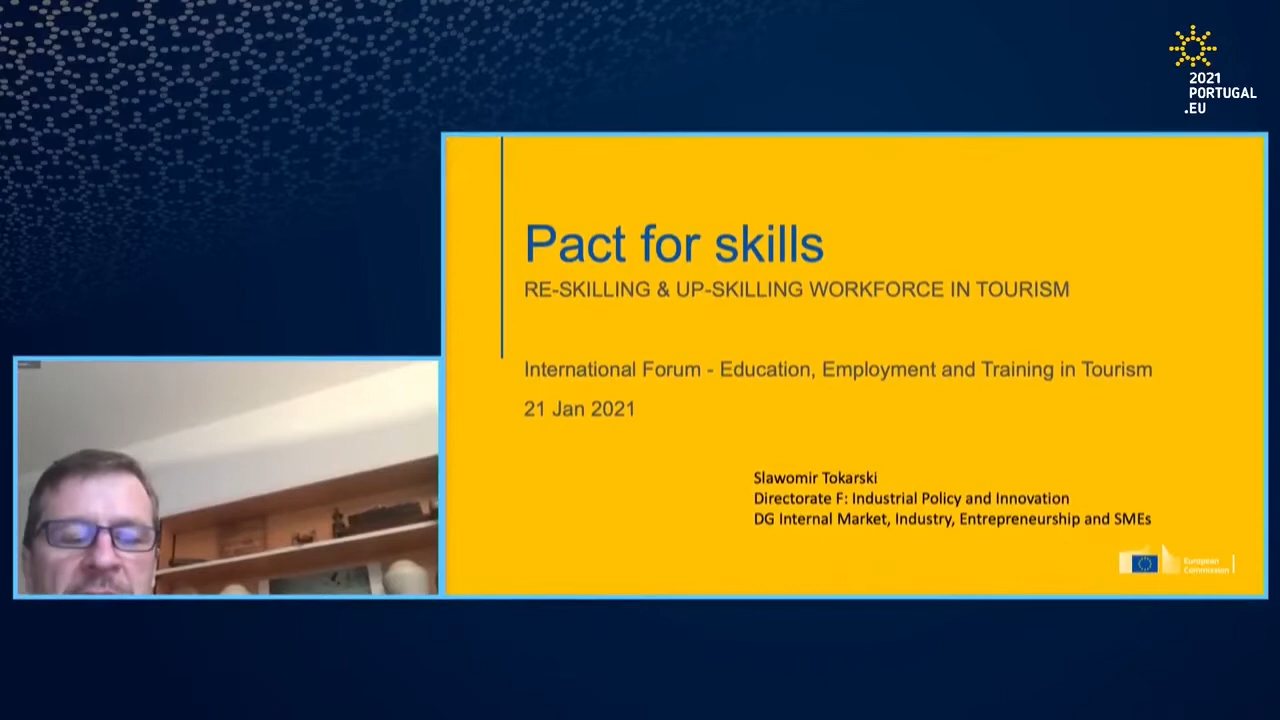 2021
PORTUGAL
.EU
Pact for skills
RE-SKILLING & UP-SKILLING WORKFORCE IN TOURISM
International Forum - Education, Employment and Training in Tourism
21 Jan 2021
Slawomir Tokarski
Directorate F: Industrial Policy and Innovation
DG Internal Market, Industry, Entrepreneurship and SMEs
European
Commission